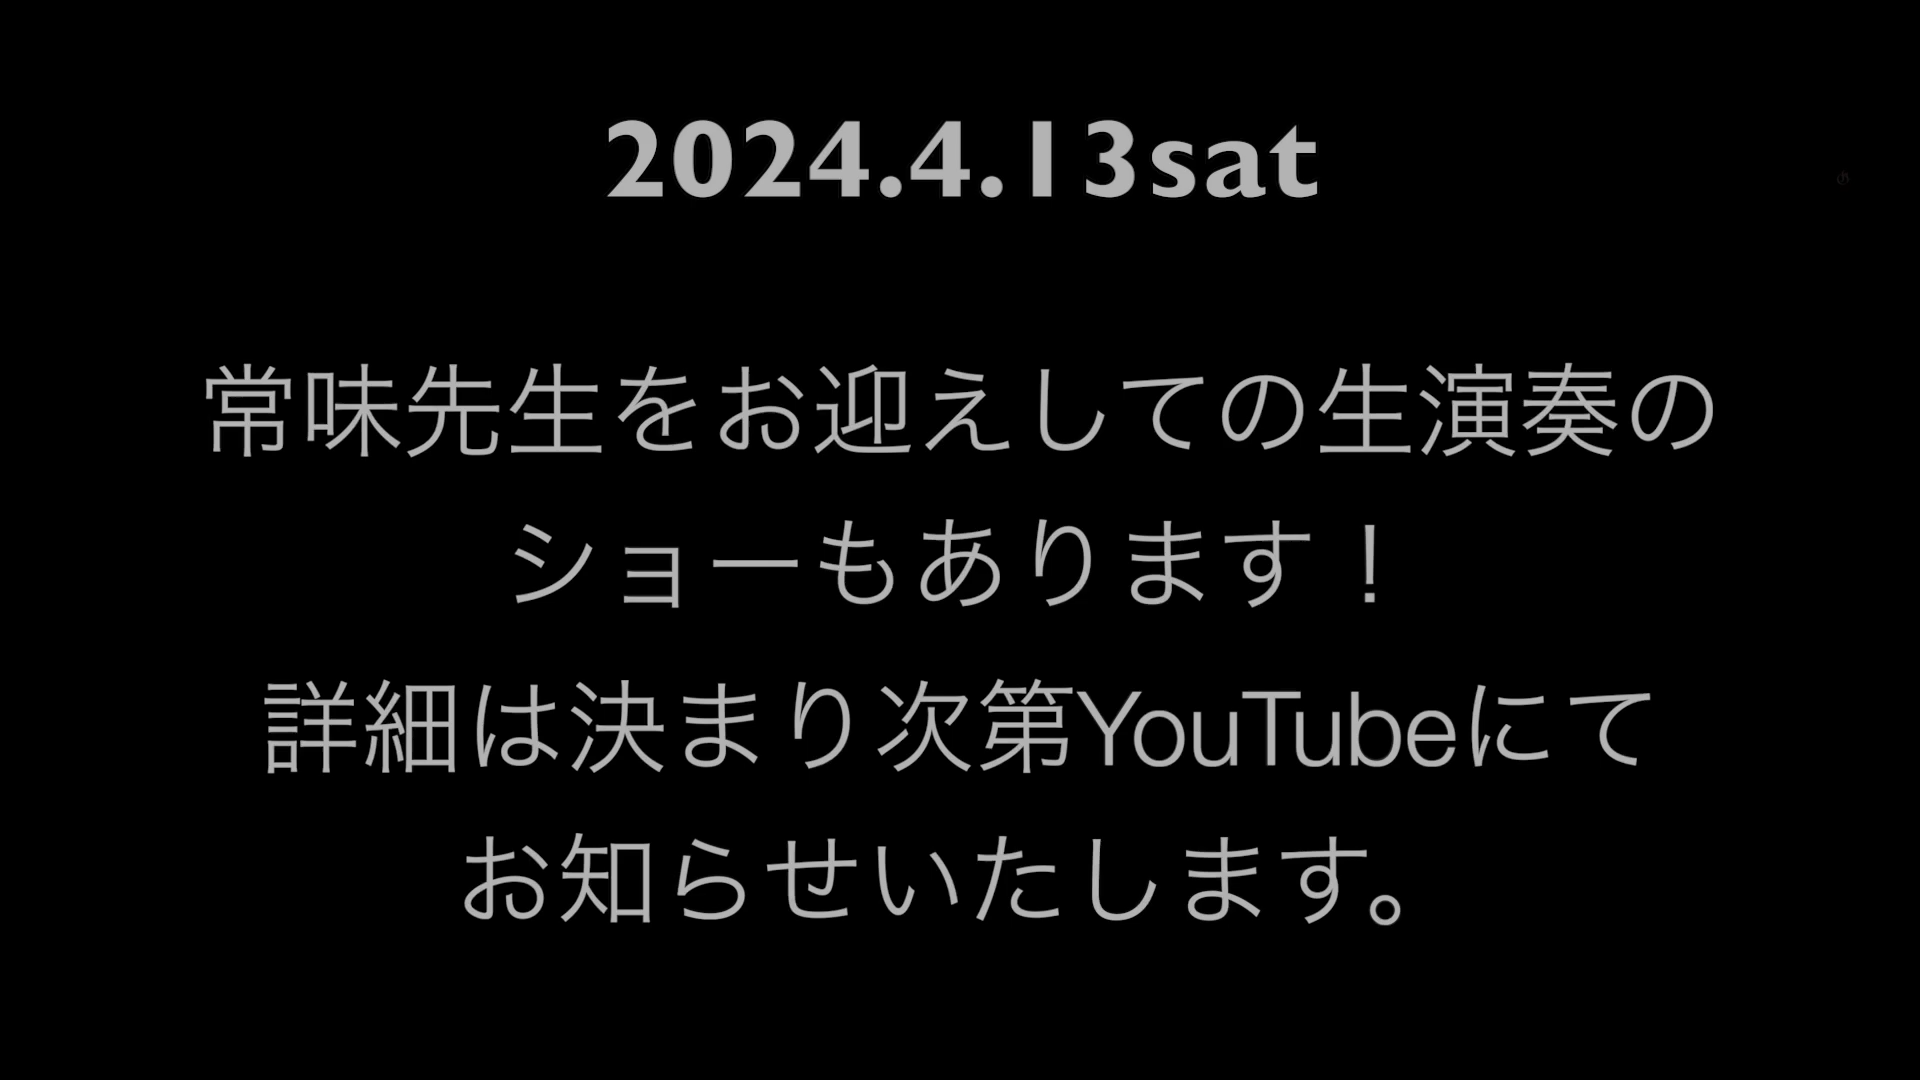 2024.4.13sat
常味先生をお迎えしての生演奏の
ショーもあります！
詳細は決まり次第YouTubeにて
お知らせいたします。